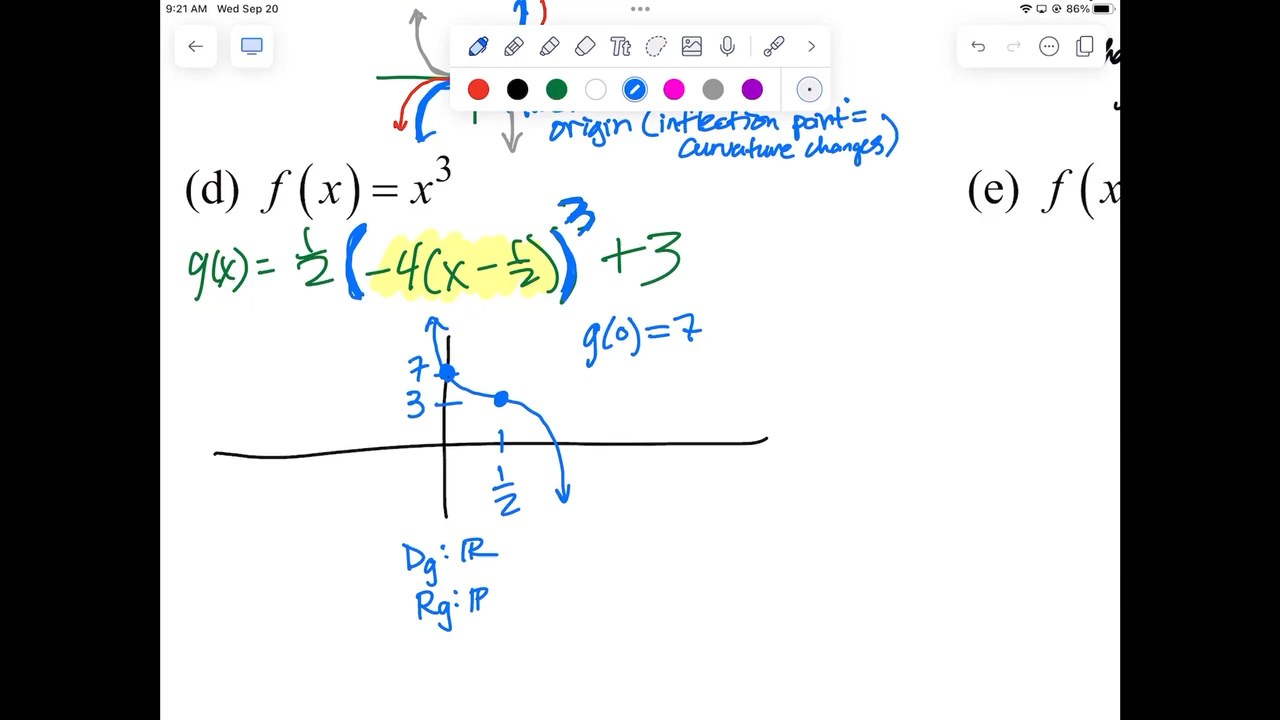 9:21 AM Wed Sep 20
86%
Tt
origin (inflection point =
curvature changes)
(d) f(x) = x³
(e) f(x
g(x) = 1/2 (-4(x - 1/2))³ + 3
g(0) = 7
7
3
1/2
Dg: ℝ
Rg: ℝ